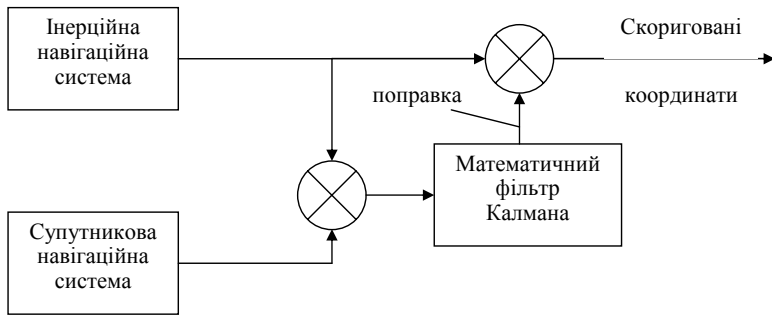 Інерційна
навігаційна
система
Скориговані
поправка
координати
Математичний
фільтр
Калмана
Супутникова
навігаційна
система